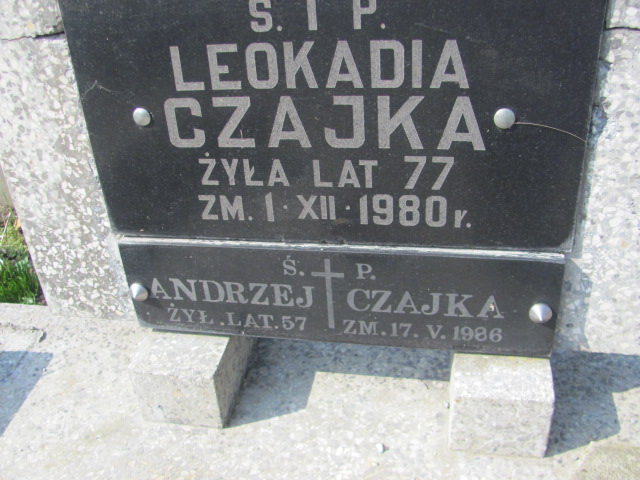 Ś. † P.
LEOKADIA
CZAJKA
ŻYŁA LAT 77
ZM. 1 · XII · 1980 r.
Ś. P.
ANDRZEJ CZAJKA
ŻYŁ. LAT. 57 ZM. 17. V. 1986